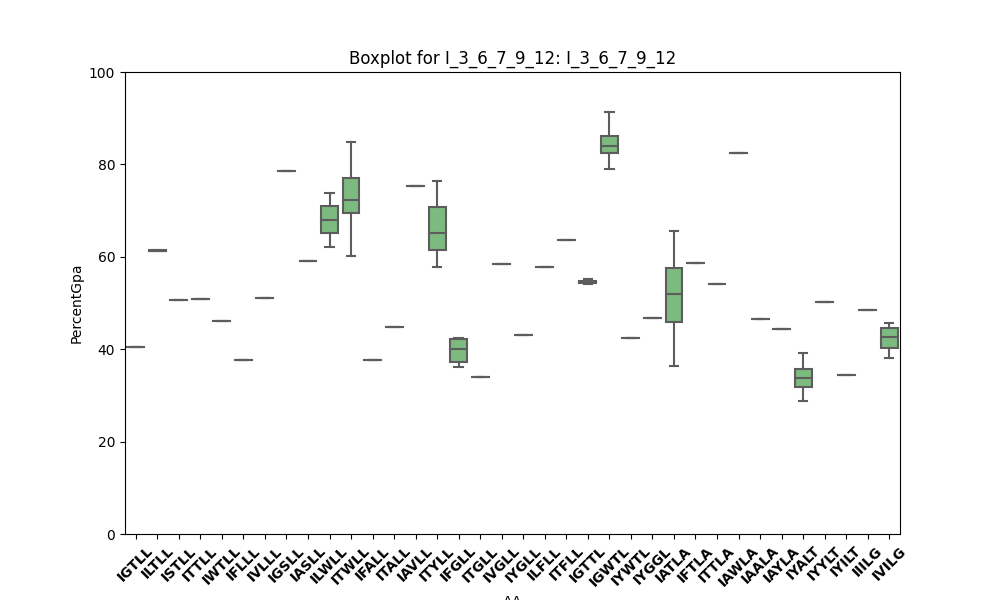 Boxplot for I_3_6_7_9_12: I_3_6_7_9_12
PercentGpa
100
80
60
40
20
0
IGTLL
ILTLL
ISTLL
ITTLL
IWTLL
IFLLL
IVLLL
IGSLL
IASLL
ILWLL
ITWLL
IFALL
ITALL
IAVLL
ITYLL
IFGLL
ITGLL
IVGLL
IYGLL
ILFLL
ITFLL
IGTTL
IGWTL
IYWTL
IYGGL
IATLA
IFTLA
ITTLA
IAWLA
IAALA
IAYLA
IYALT
IYYLT
IYILT
IIILG
IVILG